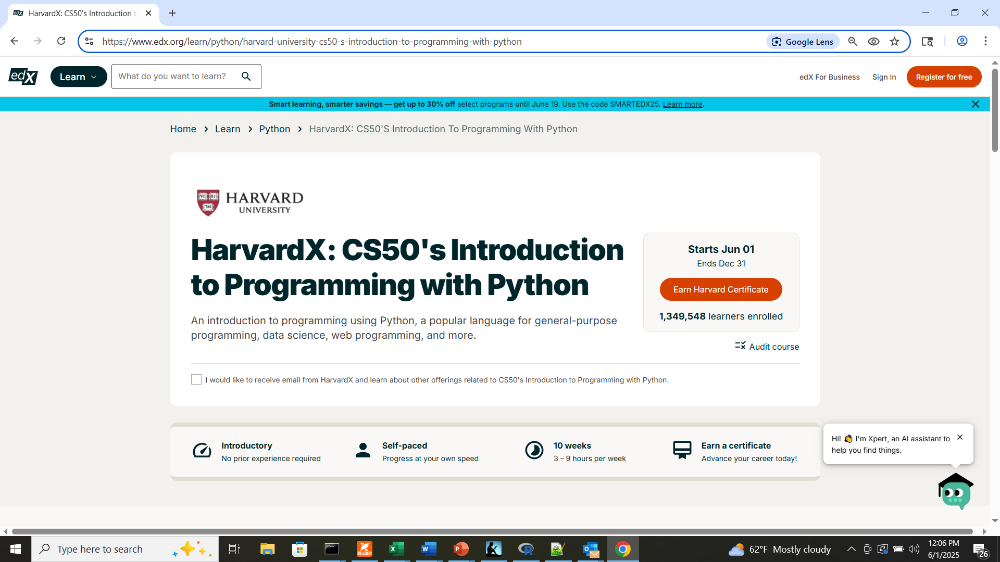 edX HarvardX: CS50's Introduction t
https://www.edx.org/learn/python/harvard-university-cs50-s-introduction-to-programming-with-python
Google Lens
edX
Learn
What do you want to learn?
edX For Business
Sign In
Register for free
Smart learning, smarter savings — get up to 30% off select programs until June 19. Use the code SMARTEDX25. Learn more.
Home > Learn > Python > HarvardX: CS50'S Introduction To Programming With Python
VE RI
TAS
HARVARD
UNIVERSITY
HarvardX: CS50's Introduction
to Programming with Python
An introduction to programming using Python, a popular language for general-purpose
programming, data science, web programming, and more.
Starts Jun 01
Ends Dec 31
Earn Harvard Certificate
1,349,548 learners enrolled
Audit course
I would like to receive email from HarvardX and learn about other offerings related to CS50's Introduction to Programming with Python.
Introductory
No prior experience required
Self-paced
Progress at your own speed
10 weeks
3 – 9 hours per week
Earn a certificate
Advance your career today!
Hi! 👏 I'm Xpert, an AI assistant to
help you find things.
Type here to search
READER
62°F Mostly cloudy
12:06 PM
6/1/2025
26